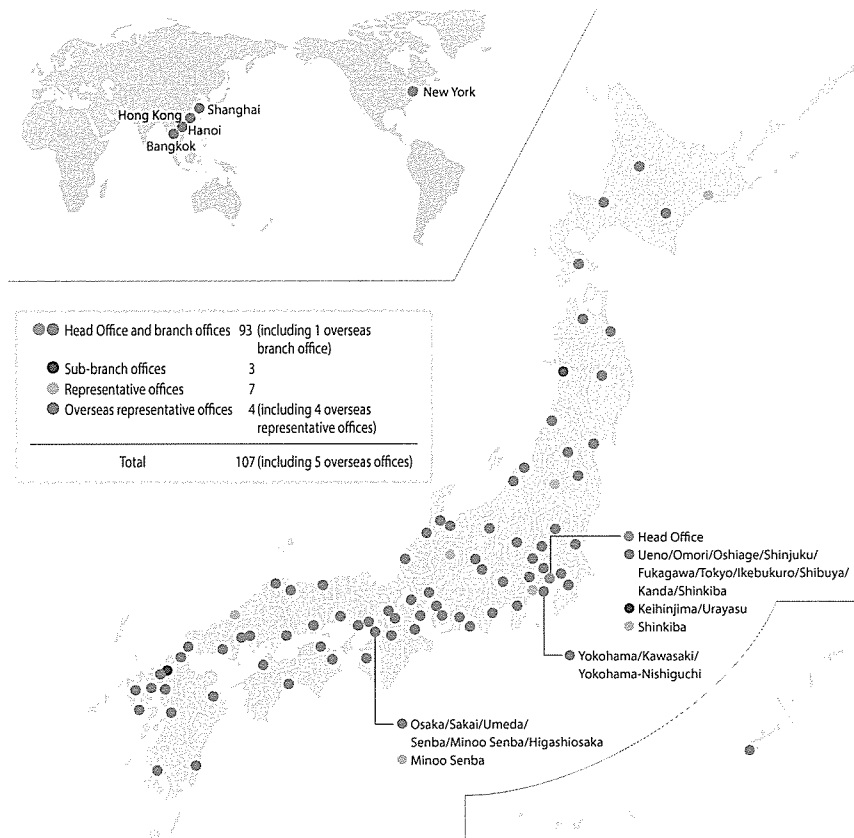 New York
Shanghai
Hong Kong
Hanoi
Bangkok
Head Office and branch offices 93 (including 1 overseas
branch office)
Sub-branch offices 3
Representative offices 7
Overseas representative offices 4 (including 4 overseas
representative offices)
Total 107 (including 5 overseas offices)
Head Office
Ueno/Omori/Oshiage/Shinjuku/
Fukagawa/Tokyo/Ikebukuro/Shibuya/
Kanda/Shinkiba
Keihinjima/Urayasu
Shinkiba
Yokohama/Kawasaki/
Yokohama-Nishiguchi
Osaka/Sakai/Umeda/
Senba/Minoo Senba/Higashiosaka
Minoo Senba